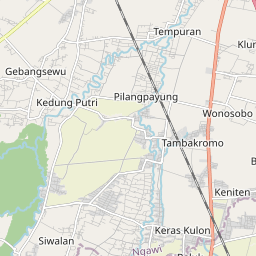 Tempuran
Klun
Gebangsewu
Kedung Putri
Pilangpayung
Wonosobo
Tambakromo
Keniten
Keras Kulon
Siwalan
Ngawi